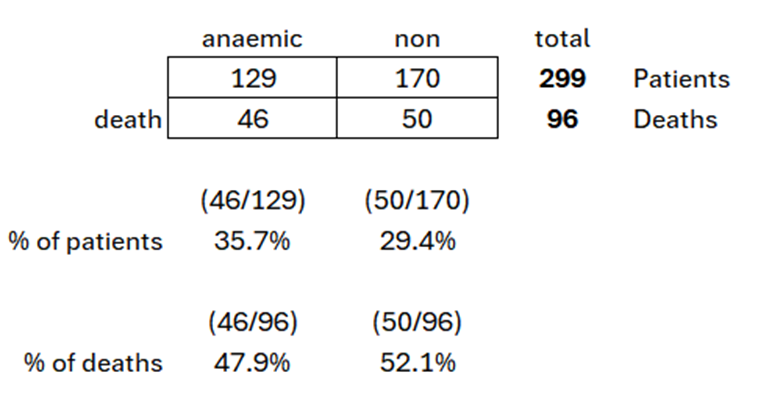 anaemic non total
129 170 299 Patients
death 46 50 96 Deaths
(46/129) (50/170)
% of patients 35.7% 29.4%
(46/96) (50/96)
% of deaths 47.9% 52.1%